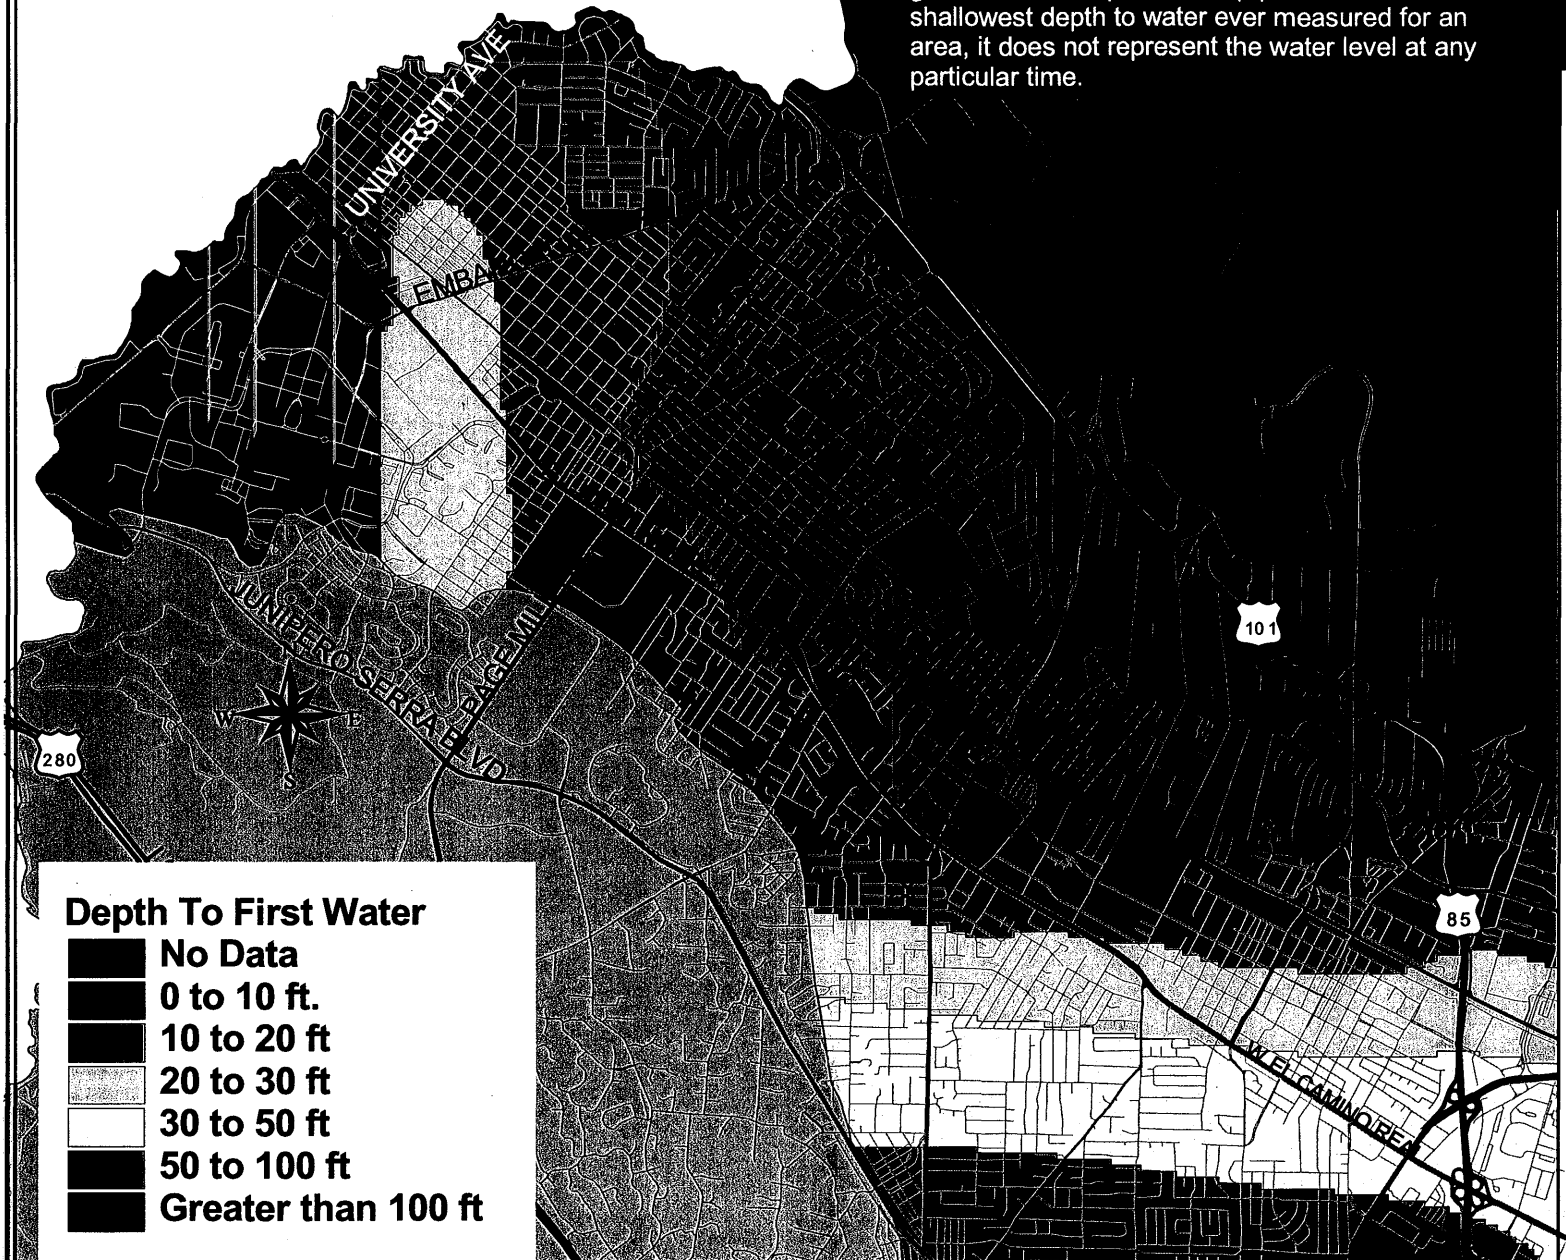 shallowest depth to water ever measured for an
area, it does not represent the water level at any
particular time.
UNIVERSITY AVE
JUNIPERO SERRA BLVD
W
E
S
101
280
85
Depth To First Water
No Data
0 to 10 ft.
10 to 20 ft
20 to 30 ft
30 to 50 ft
50 to 100 ft
Greater than 100 ft
W EL CAMINO REA
PAGE MIL
EMBA